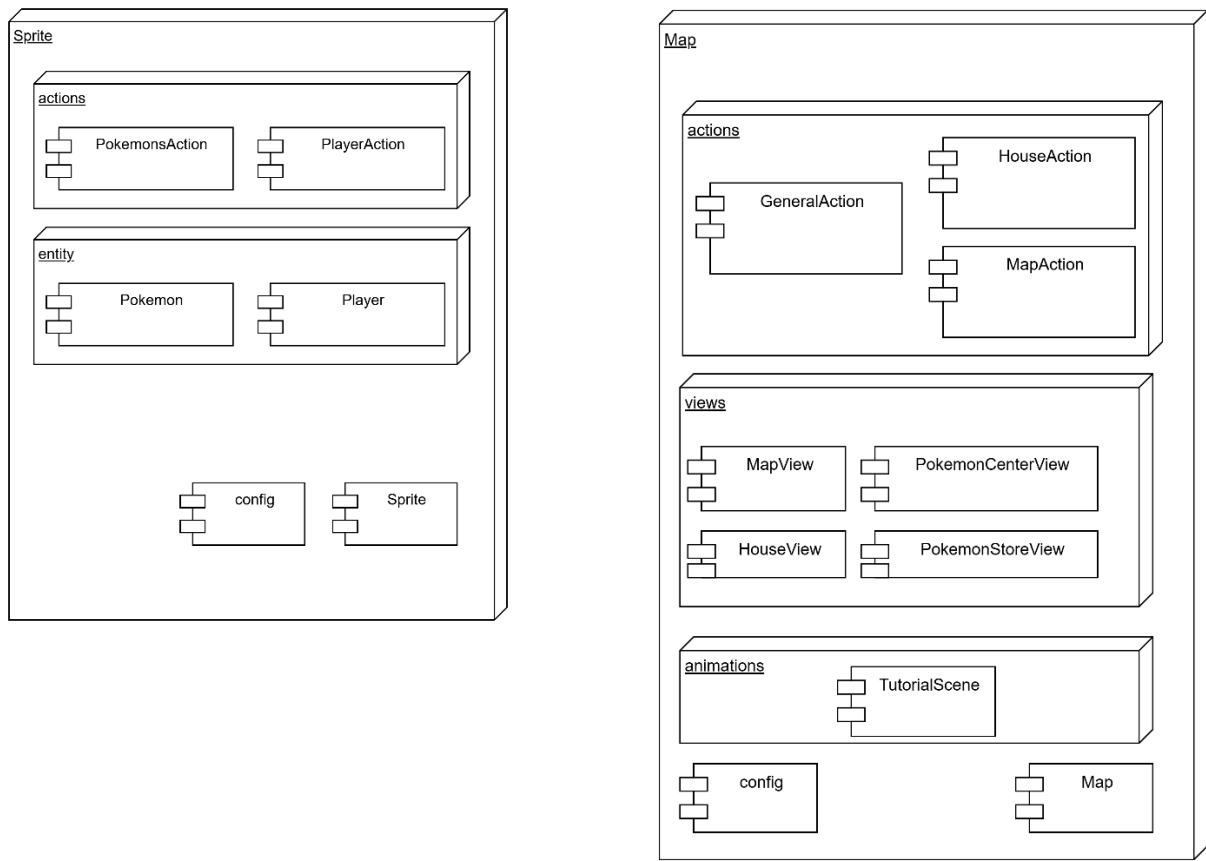 Sprite
actions
PokemonsAction
PlayerAction
entity
Pokemon
Player
config
Sprite
Map
actions
GeneralAction
HouseAction
MapAction
views
MapView
PokemonCenterView
HouseView
PokemonStoreView
animations
TutorialScene
config
Map